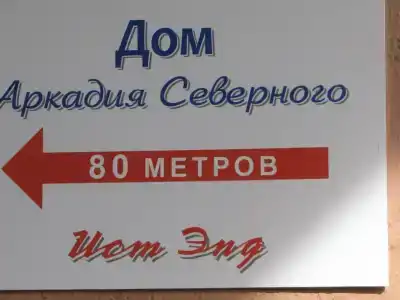 Дом
Аркадия Северного
80 МЕТРОВ
Ист Энд